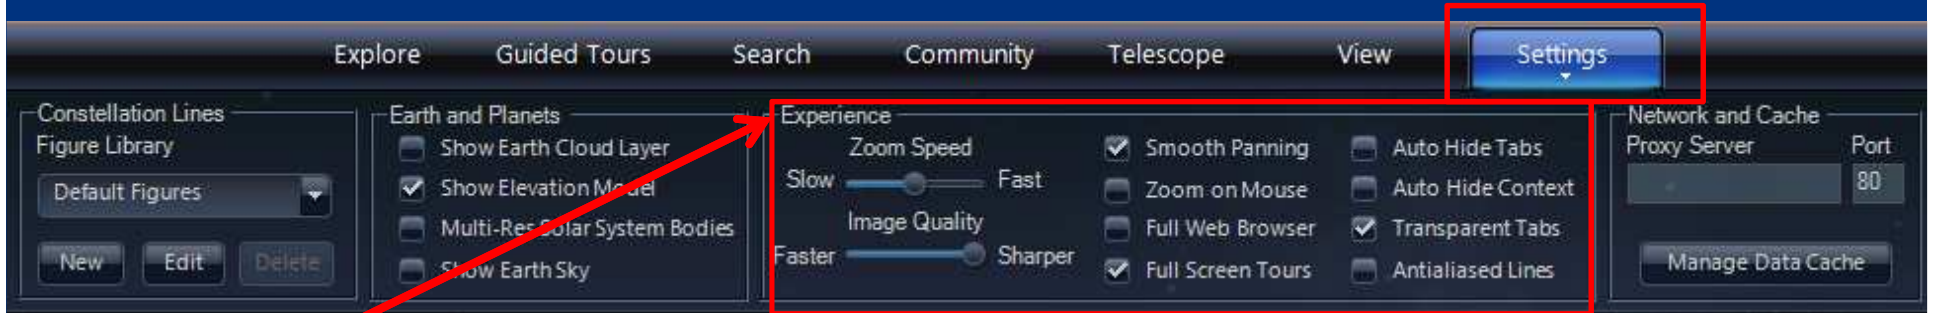 Explore Guided Tours Search Community Telescope View Settings
Constellation Lines
Figure Library
Default Figures
New Edit Delete
Earth and Planets
Show Earth Cloud Layer
Show Elevation Model
Multi-Res Solar System Bodies
Show Earth Sky
Experience
Zoom Speed
Slow Fast
Image Quality
Faster Sharper
Smooth Panning
Zoom on Mouse
Full Web Browser
Full Screen Tours
Auto Hide Tabs
Auto Hide Context
Transparent Tabs
Antialiased Lines
Network and Cache
Proxy Server Port
80
Manage Data Cache